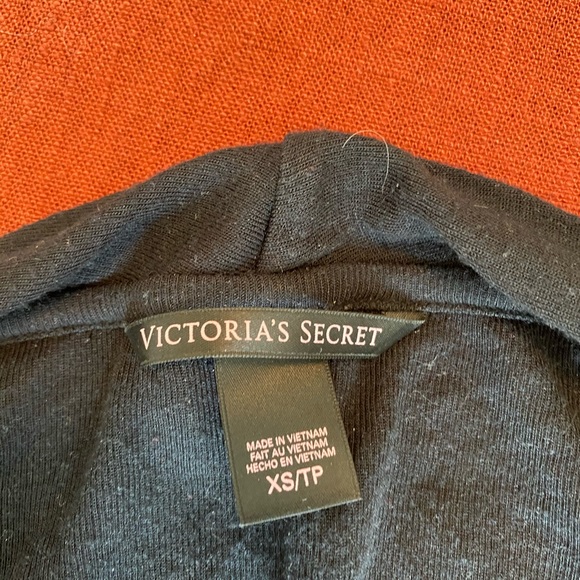 VICTORIA'S SECRET
MADE IN VIETNAM
FAIT AU VIETNAM
HECHO EN VIETNAM
XS/TP